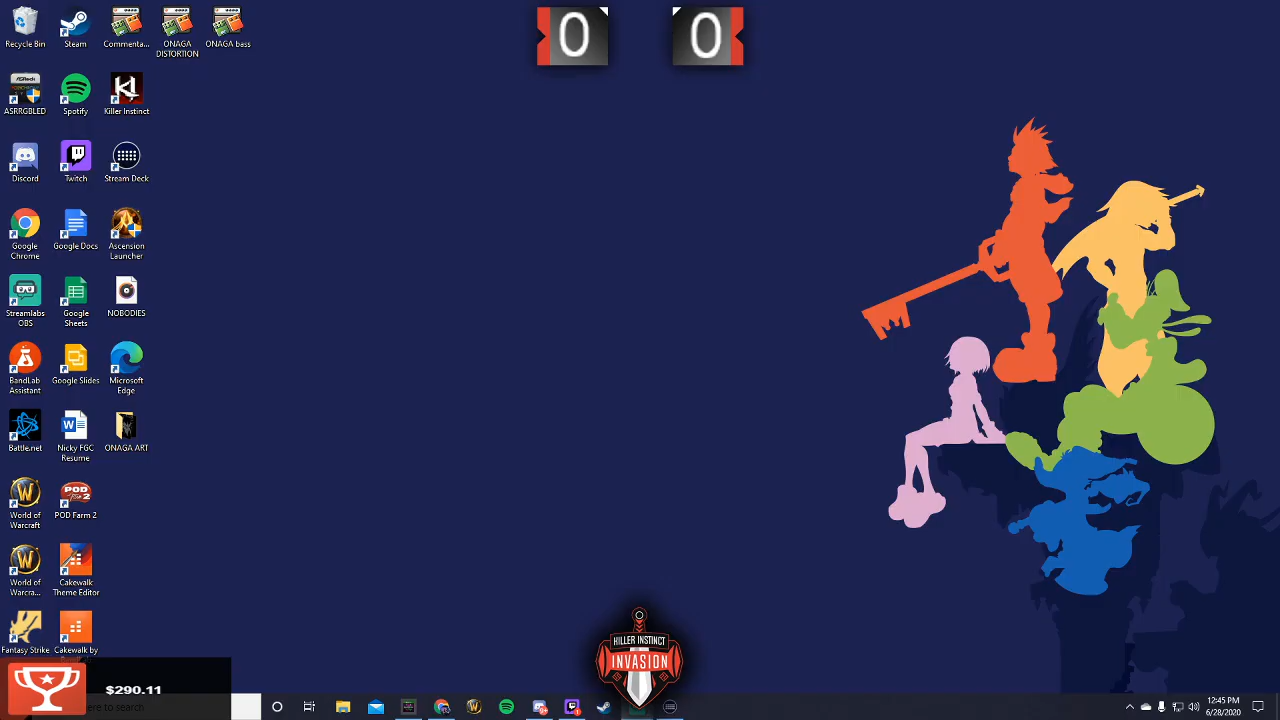 0 0
Recycle Bin
Steam
Commenta...
ONAGA DISTORTION
ONAGA bass
ASRRGBLED
Spotify
Killer Instinct
Discord
Twitch
Stream Deck
Google Chrome
Google Docs
Ascension Launcher
Streamlabs OBS
Google Sheets
NOBODIES
BandLab Assistant
Google Slides
Microsoft Edge
Battle.net
Nicky FGC Resume
ONAGA ART
World of Warcraft
POD Farm 2
World of Warcra...
Cakewalk Theme Editor
Fantasy Strike
Cakewalk by
KILLER INSTINCT
INVASION
$290.11
here to search
12:45 PM
6/28/2020